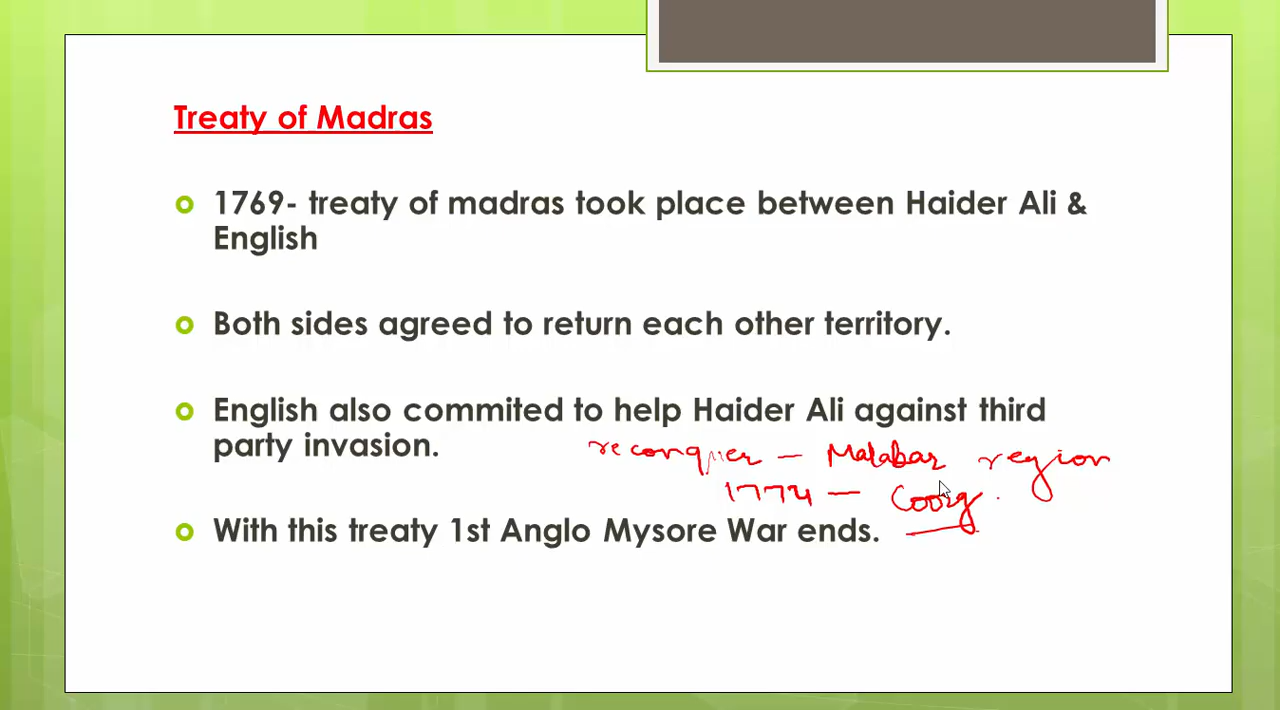 Treaty of Madras
1769- treaty of madras took place between Haider Ali &
English
Both sides agreed to return each other territory.
English also commited to help Haider Ali against third
party invasion.
reconquer - Malabar region
1774 - Coorg.
With this treaty 1st Anglo Mysore War ends.